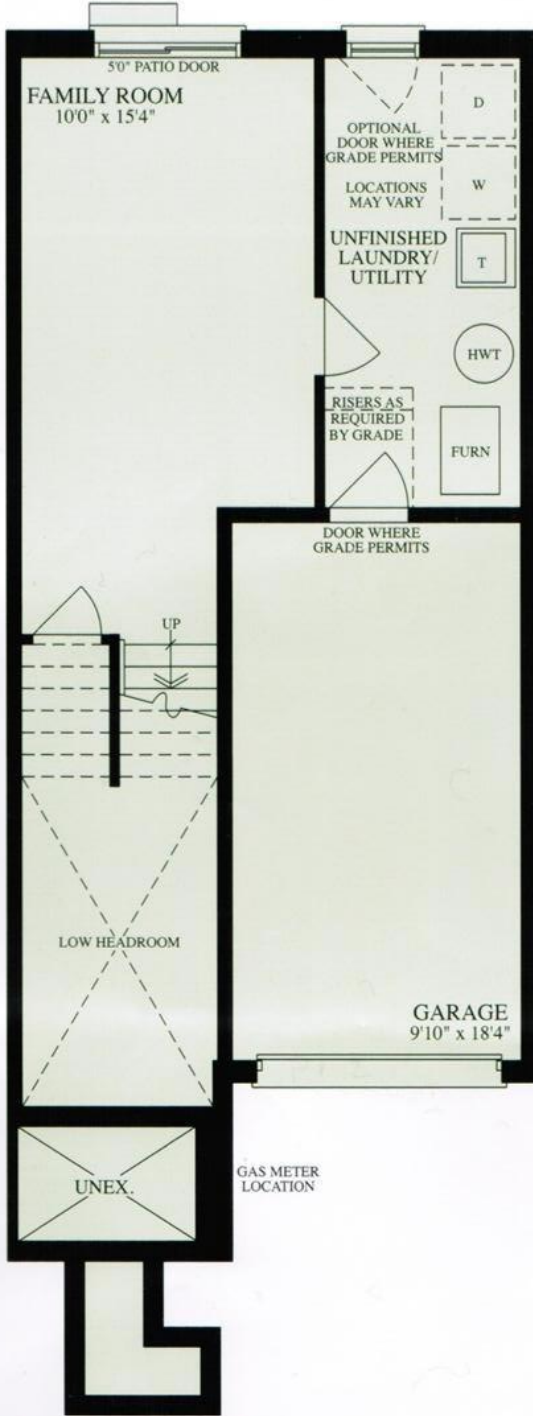 5'0" PATIO DOOR
FAMILY ROOM
10'0" x 15'4"
OPTIONAL
DOOR WHERE
GRADE PERMITS
LOCATIONS
MAY VARY
D
W
UNFINISHED
LAUNDRY/
UTILITY
T
HWT
RISERS AS
REQUIRED
BY GRADE
FURN
DOOR WHERE
GRADE PERMITS
UP
LOW HEADROOM
GARAGE
9'10" x 18'4"
UNEX.
GAS METER
LOCATION